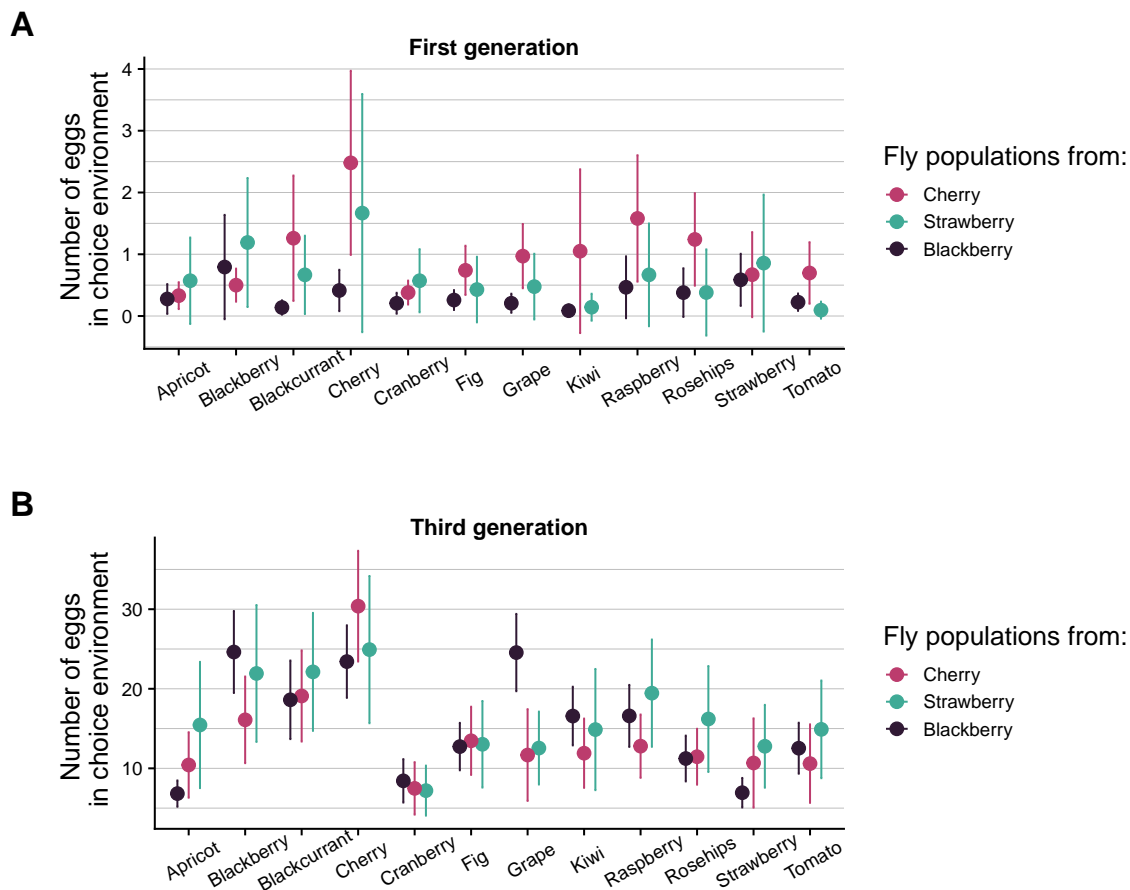 A
First generation
Number of eggs
in choice environment
4
3
2
1
0
Apricot
Blackberry
Blackcurrant
Cherry
Cranberry
Fig
Grape
Kiwi
Raspberry
Rosehips
Strawberry
Tomato
Fly populations from:
Cherry
Strawberry
Blackberry
B
Third generation
Number of eggs
in choice environment
30
20
10
Apricot
Blackberry
Blackcurrant
Cherry
Cranberry
Fig
Grape
Kiwi
Raspberry
Rosehips
Strawberry
Tomato
Fly populations from:
Cherry
Strawberry
Blackberry